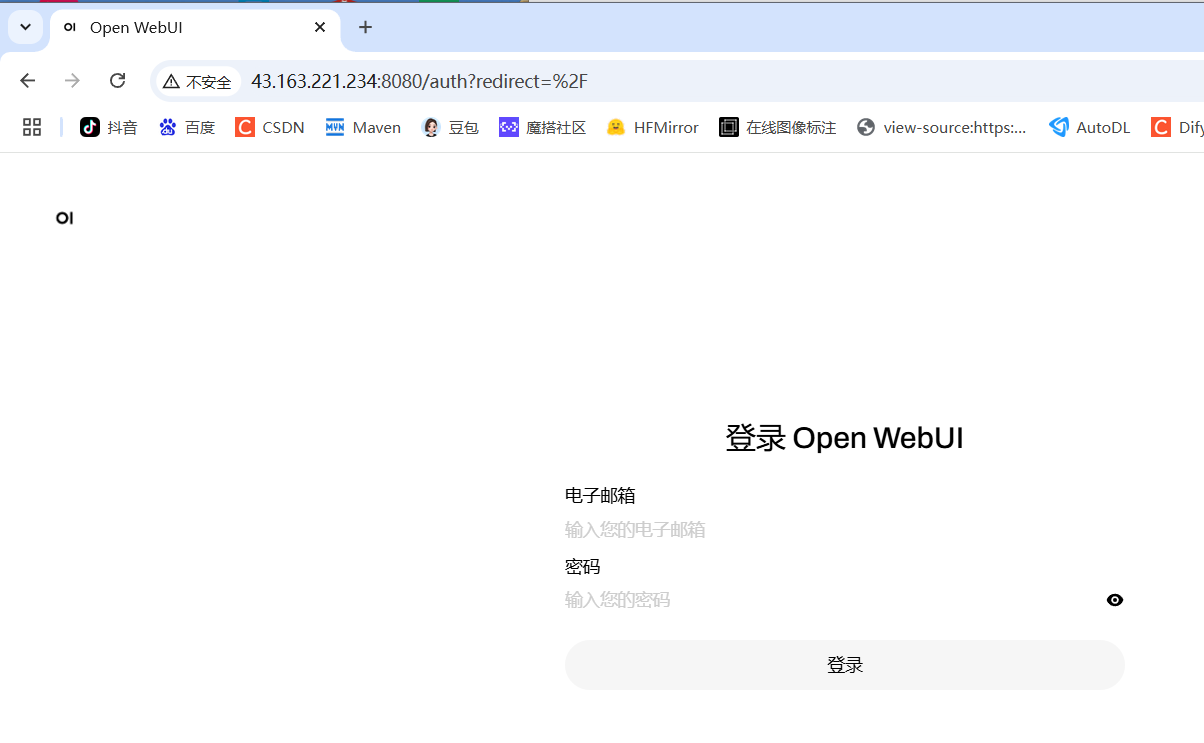 OI Open WebUI
不安全 43.163.221.234:8080/auth?redirect=%2F
抖音 百度 C CSDN MVN Maven 豆包 魔搭社区 HFMirror 在线图像标注 view-source:https:... AutoDL C Dify
OI
登录 Open WebUI
电子邮箱
输入您的电子邮箱
密码
输入您的密码
登录